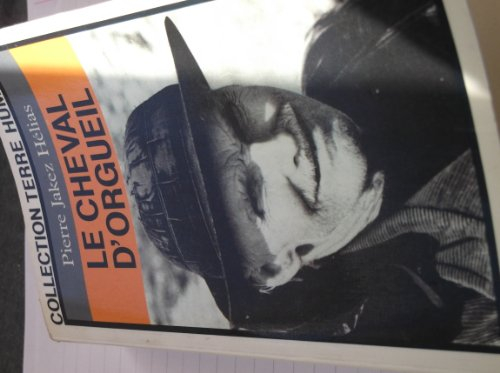 COLLECTION TERRE HUM
Pierre Jakez Hélias
LE CHEVAL
D'ORGUEIL